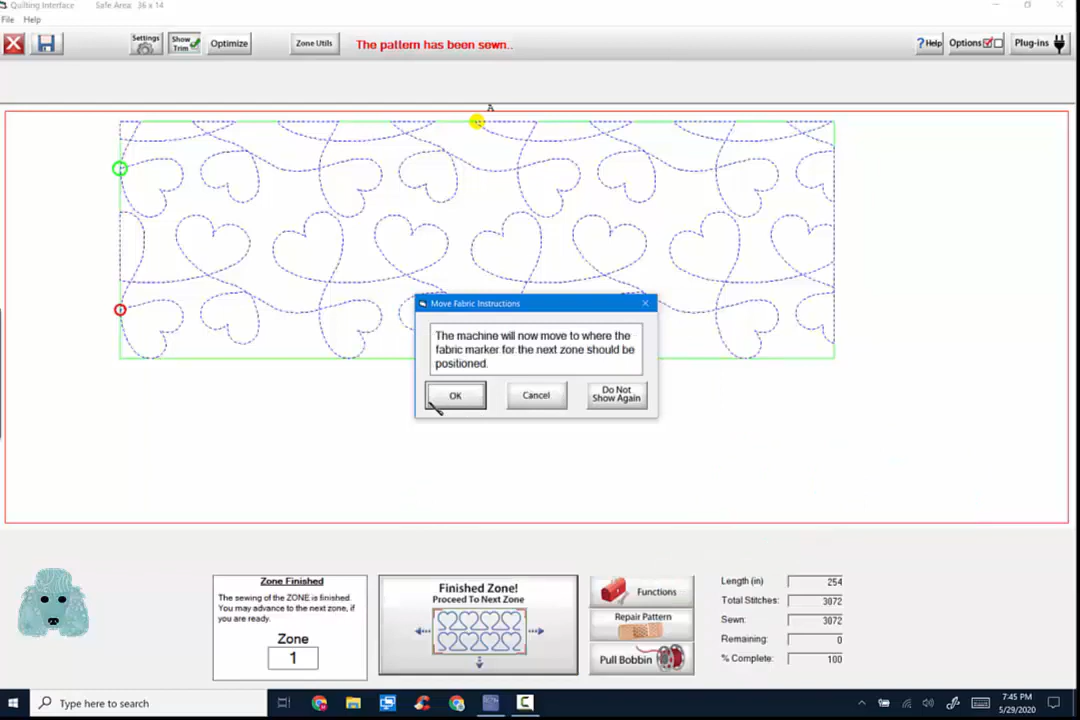 Quilting Interface Safe Area: 36 x 14
File Help
Settings
Show Trim
Optimize
Zone Utils
The pattern has been sewn..
?Help
Options
Plug-ins
A
Move Fabric Instructions
The machine will now move to where the
fabric marker for the next zone should be
positioned.
OK
Cancel
Do Not
Show Again
Zone Finished
The sewing of the ZONE is finished.
You may advance to the next zone, if
you are ready.
Zone
1
Finished Zone!
Proceed To Next Zone
Functions
Repair Pattern
Pull Bobbin
Length (in) 254
Total Stitches: 3072
Sewn: 3072
Remaining: 0
% Complete: 100
Type here to search
7:45 PM
5/29/2020